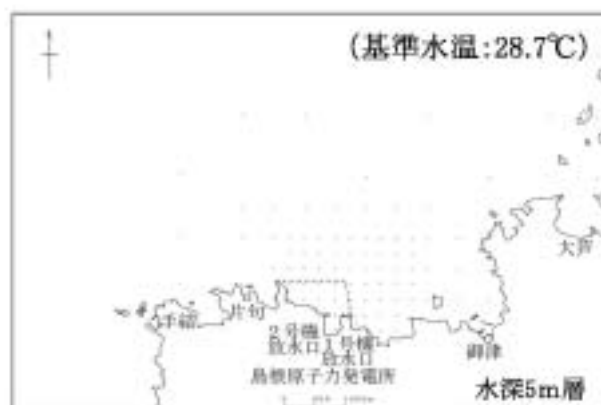 (基準水温:28.7℃)
大芦
手結
片句
2号機
放水口
1号機
放水口
御津
島根原子力発電所
水深5m層